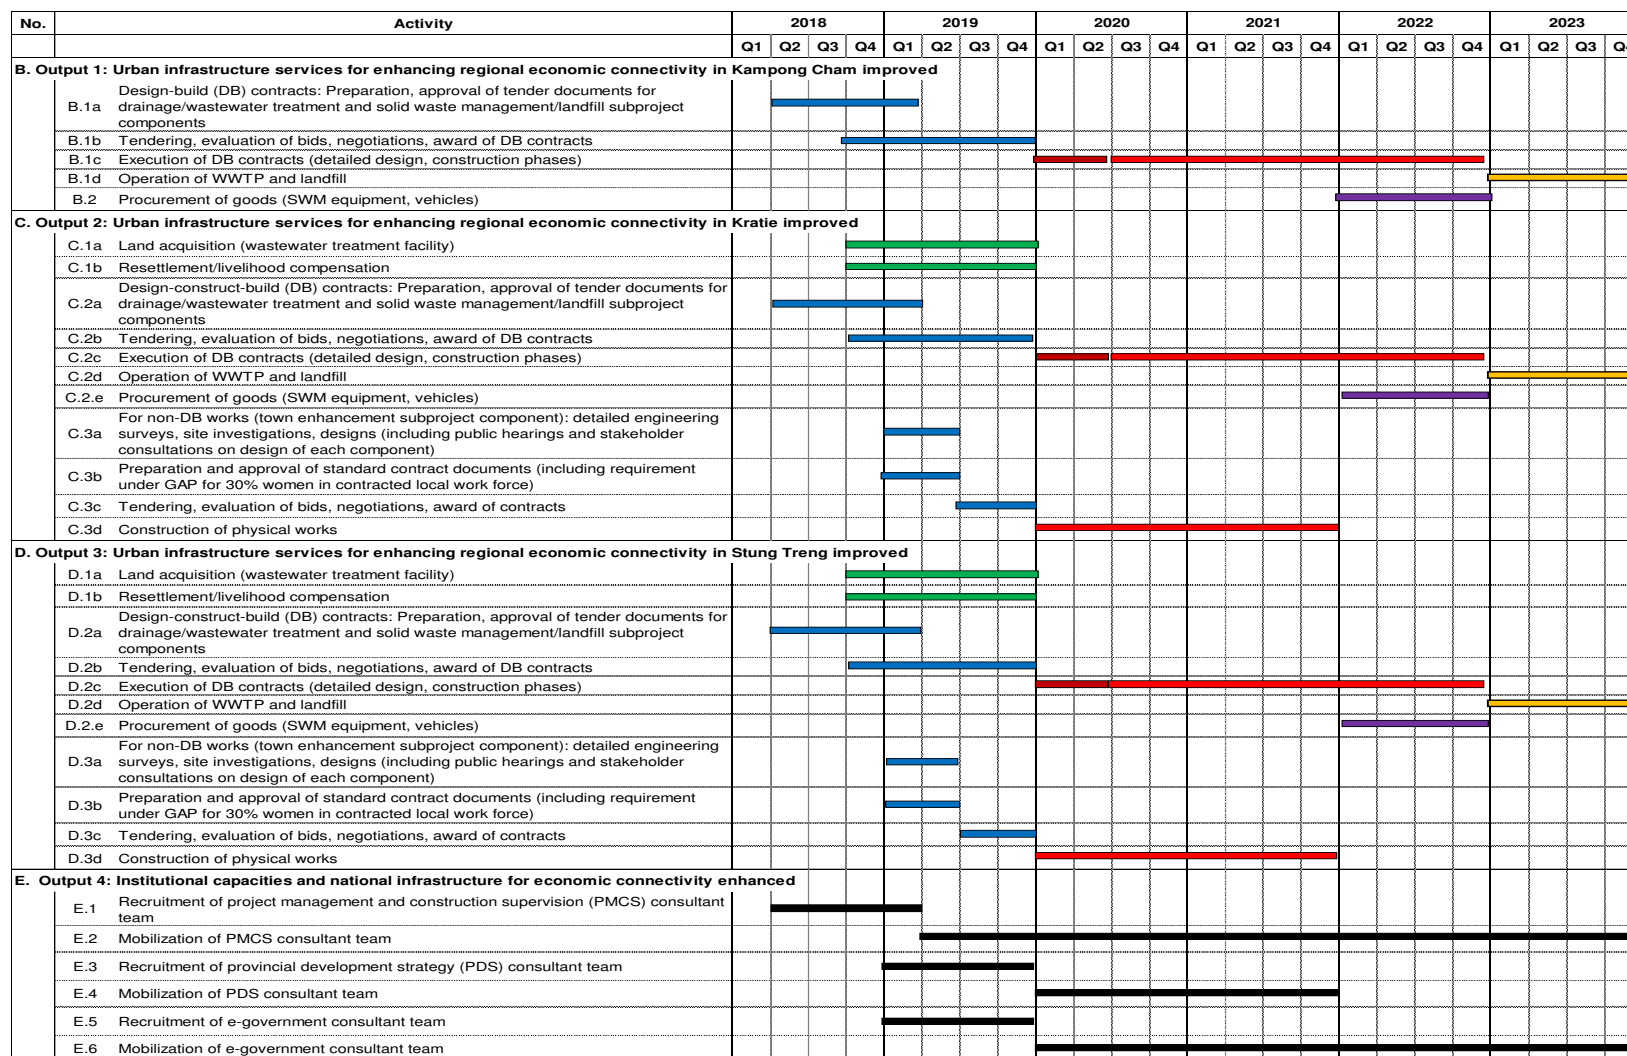 No. Activity 2018 2019 2020 2021 2022 2023
Q1 Q2 Q3 Q4 Q1 Q2 Q3 Q4 Q1 Q2 Q3 Q4 Q1 Q2 Q3 Q4 Q1 Q2 Q3 Q4 Q1 Q2 Q3
B. Output 1: Urban infrastructure services for enhancing regional economic connectivity in Kampong Cham improved
B.1a Design-build (DB) contracts: Preparation, approval of tender documents for
drainage/wastewater treatment and solid waste management/landfill subproject
components
B.1b Tendering, evaluation of bids, negotiations, award of DB contracts
B.1c Execution of DB contracts (detailed design, construction phases)
B.1d Operation of WWTP and landfill
B.2 Procurement of goods (SWM equipment, vehicles)
C. Output 2: Urban infrastructure services for enhancing regional economic connectivity in Kratie improved
C.1a Land acquisition (wastewater treatment facility)
C.1b Resettlement/livelihood compensation
C.2a Design-construct-build (DB) contracts: Preparation, approval of tender documents for
drainage/wastewater treatment and solid waste management/landfill subproject
components
C.2b Tendering, evaluation of bids, negotiations, award of DB contracts
C.2c Execution of DB contracts (detailed design, construction phases)
C.2d Operation of WWTP and landfill
C.2.e Procurement of goods (SWM equipment, vehicles)
C.3a For non-DB works (town enhancement subproject component): detailed engineering
surveys, site investigations, designs (including public hearings and stakeholder
consultations on design of each component)
C.3b Preparation and approval of standard contract documents (including requirement
under GAP for 30% women in contracted local work force)
C.3c Tendering, evaluation of bids, negotiations, award of contracts
C.3d Construction of physical works
D. Output 3: Urban infrastructure services for enhancing regional economic connectivity in Stung Treng improved
D.1a Land acquisition (wastewater treatment facility)
D.1b Resettlement/livelihood compensation
D.2a Design-construct-build (DB) contracts: Preparation, approval of tender documents for
drainage/wastewater treatment and solid waste management/landfill subproject
components
D.2b Tendering, evaluation of bids, negotiations, award of DB contracts
D.2c Execution of DB contracts (detailed design, construction phases)
D.2d Operation of WWTP and landfill
D.2.e Procurement of goods (SWM equipment, vehicles)
D.3a For non-DB works (town enhancement subproject component): detailed engineering
surveys, site investigations, designs (including public hearings and stakeholder
consultations on design of each component)
D.3b Preparation and approval of standard contract documents (including requirement
under GAP for 30% women in contracted local work force)
D.3c Tendering, evaluation of bids, negotiations, award of contracts
D.3d Construction of physical works
E. Output 4: Institutional capacities and national infrastructure for economic connectivity enhanced
E.1 Recruitment of project management and construction supervision (PMCS) consultant
team
E.2 Mobilization of PMCS consultant team
E.3 Recruitment of provincial development strategy (PDS) consultant team
E.4 Mobilization of PDS consultant team
E.5 Recruitment of e-government consultant team
E.6 Mobilization of e-government consultant team